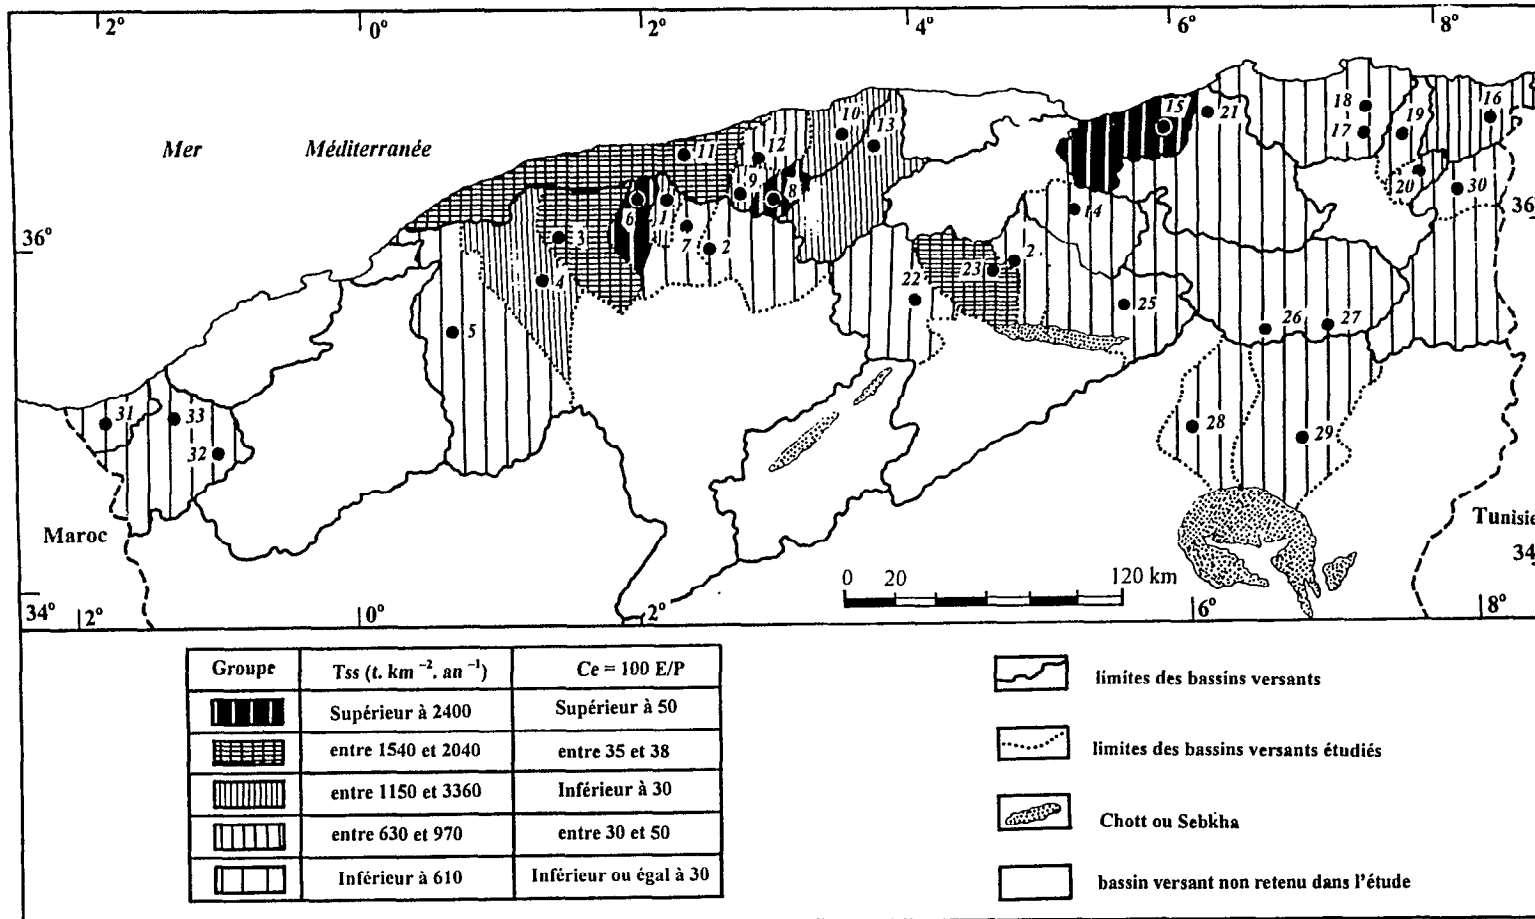 2° 0° 2° 4° 6° 8°
Mer Méditerranée
10 13 15 21 18 17 19 16
11 12 9 8 20 30
36° 6 1 3 7 2 14 36
4 23 2 22 25
5 26 27
31 33 32 28 29
Maroc Tunisie
34
0 20 120 km
34° 2° 0° 2° 6° 8°
Groupe Tss (t. km⁻². an⁻¹) Ce = 100 E/P
Supérieur à 2400 Supérieur à 50
entre 1540 et 2040 entre 35 et 38
entre 1150 et 3360 Inférieur à 30
entre 630 et 970 entre 30 et 50
Inférieur à 610 Inférieur ou égal à 30
limites des bassins versants
limites des bassins versants étudiés
Chott ou Sebkha
bassin versant non retenu dans l'étude